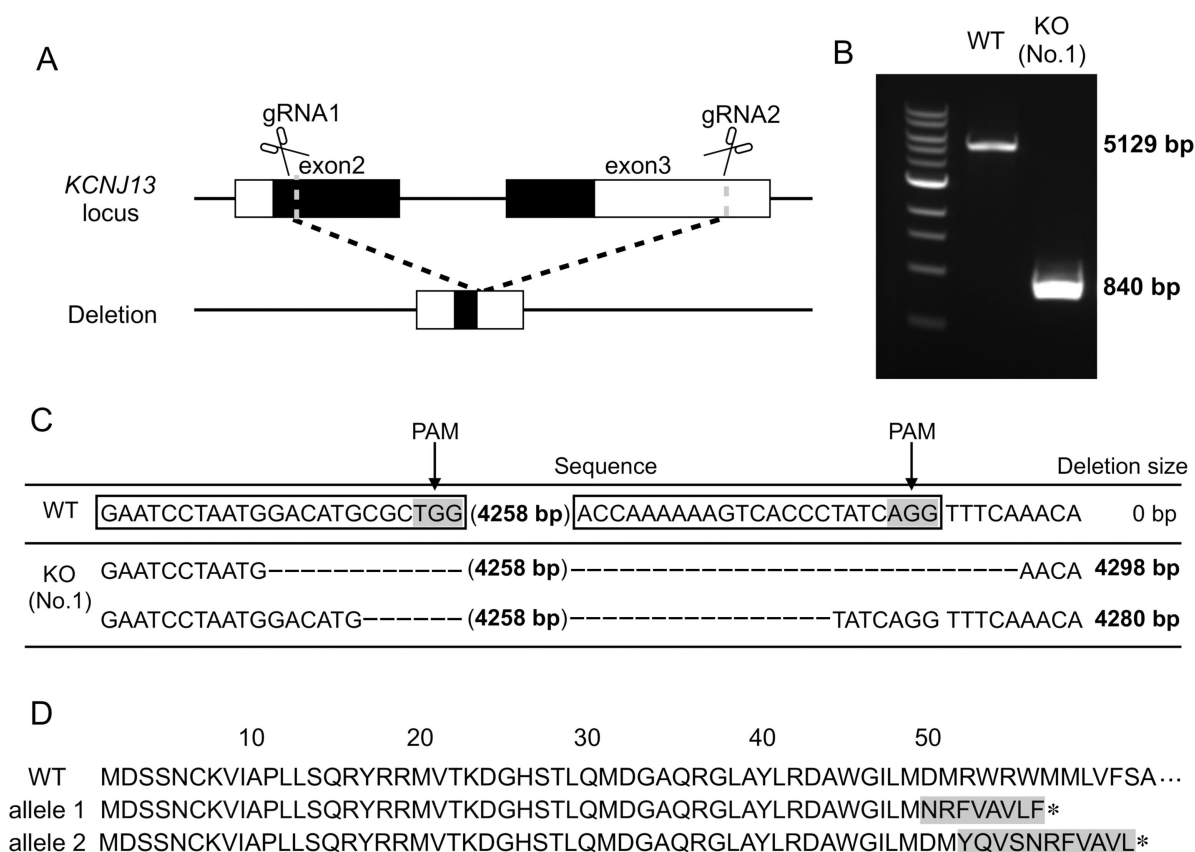 A
gRNA1
gRNA2
exon2
exon3
KCNJ13
locus
Deletion
B
WT
KO
(No.1)
5129 bp
840 bp
C
PAM
PAM
Sequence
Deletion size
WT GAATCCTAATGGACATGCGCTGG (4258 bp) ACCAAAAAAGTCACCCTATCAGG TTTCAAACA 0 bp
KO
(No.1)
GAATCCTAATG------------(4258 bp)----------------------------AACA 4298 bp
GAATCCTAATGGACATG------(4258 bp)----------------TATCAGG TTTCAAACA 4280 bp
D
10 20 30 40 50
WT MDSSNCKVIAPLLSQRYRRMVTKDGHSTLQMDGAQRGLAYLRDAWGILMDMRWRWMMLVFSA...
allele 1 MDSSNCKVIAPLLSQRYRRMVTKDGHSTLQMDGAQRGLAYLRDAWGILMNRFVAVLF*
allele 2 MDSSNCKVIAPLLSQRYRRMVTKDGHSTLQMDGAQRGLAYLRDAWGILMDMYQVSNRFVAVL*